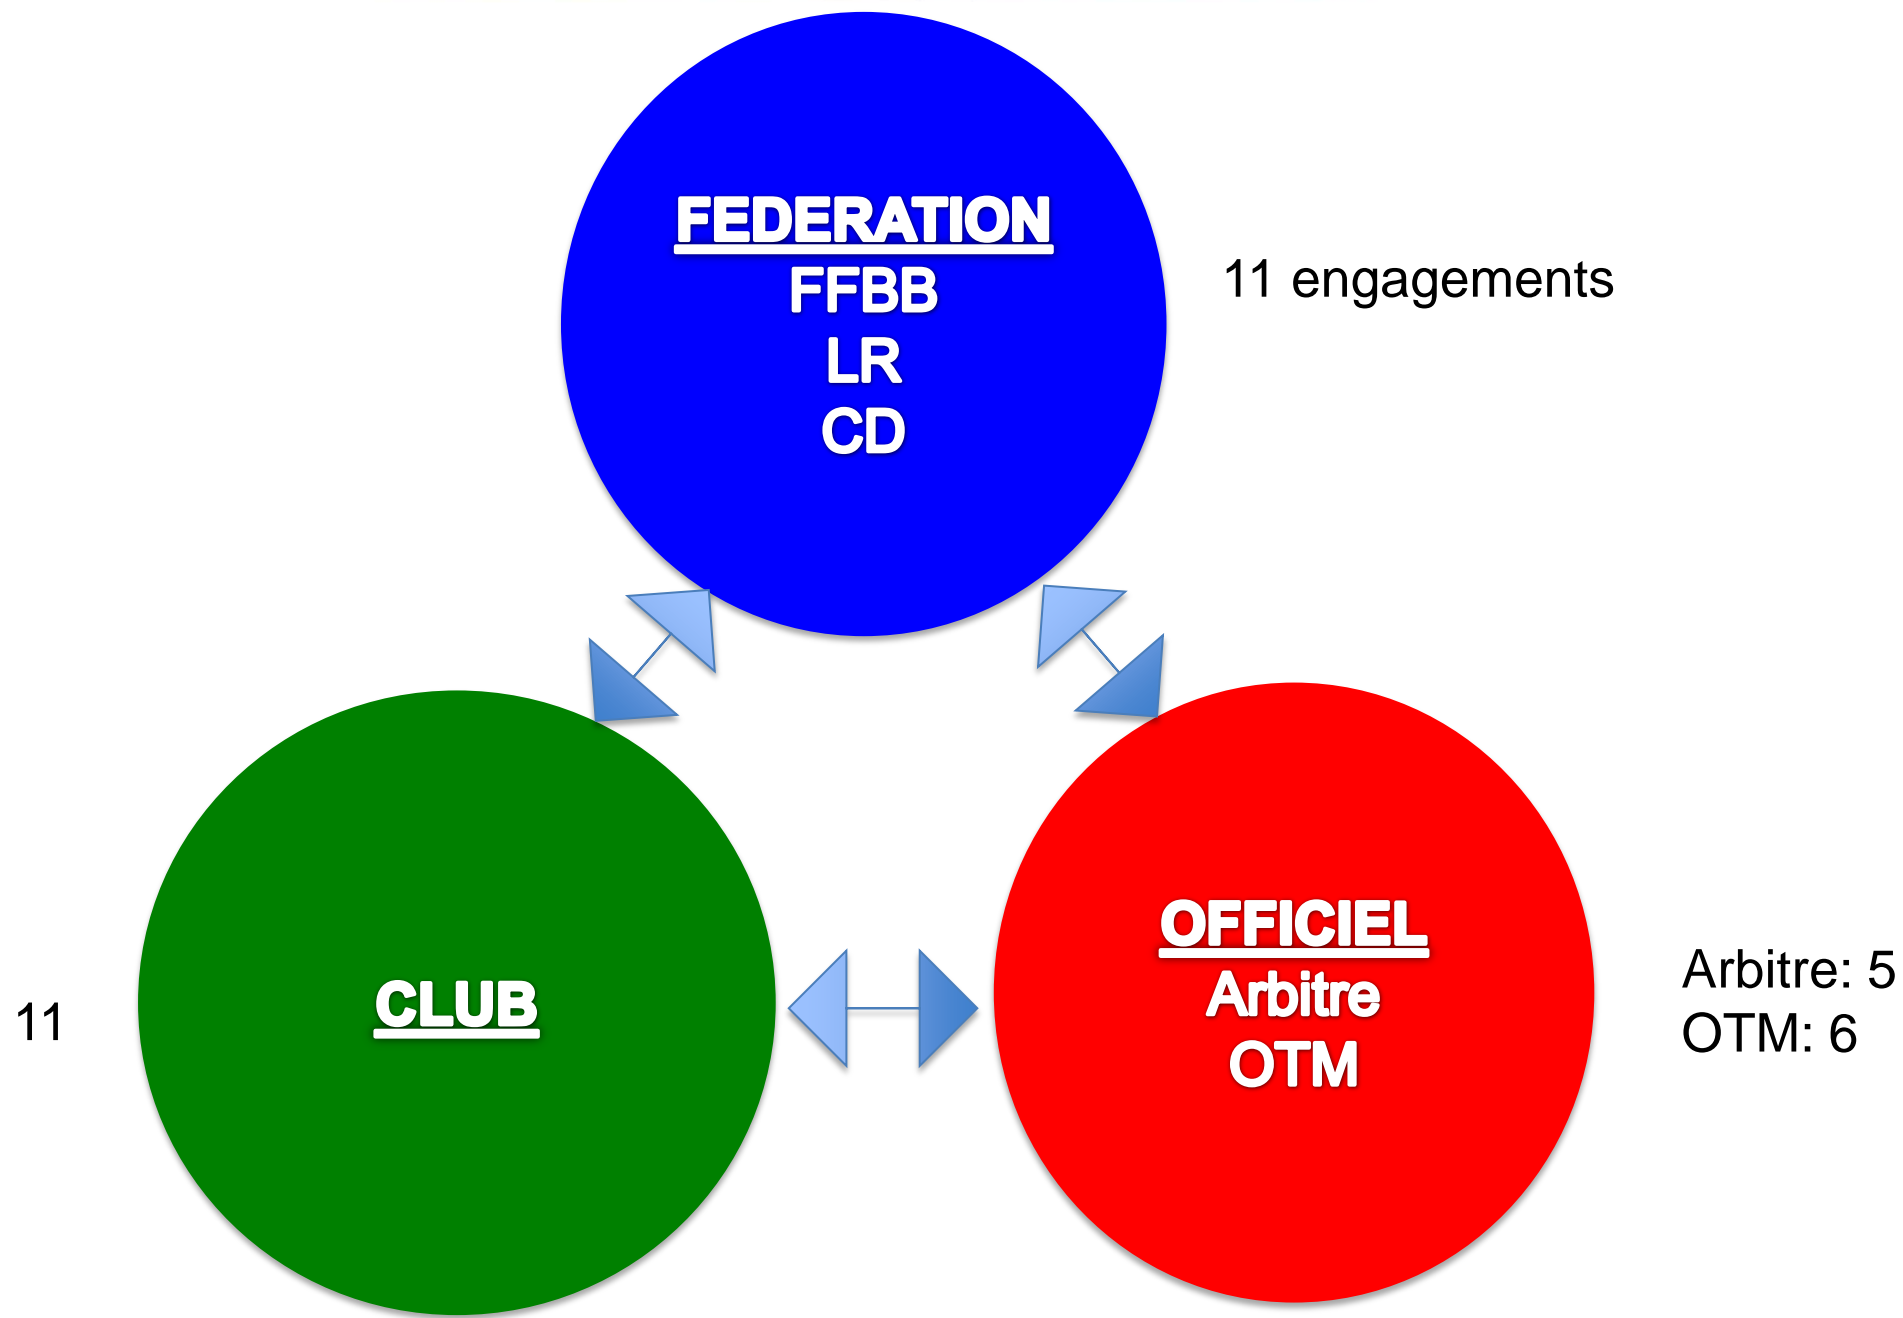 FEDERATION
FFBB
LR
CD
11 engagements
CLUB
11
OFFICIEL
Arbitre
OTM
Arbitre: 5
OTM: 6